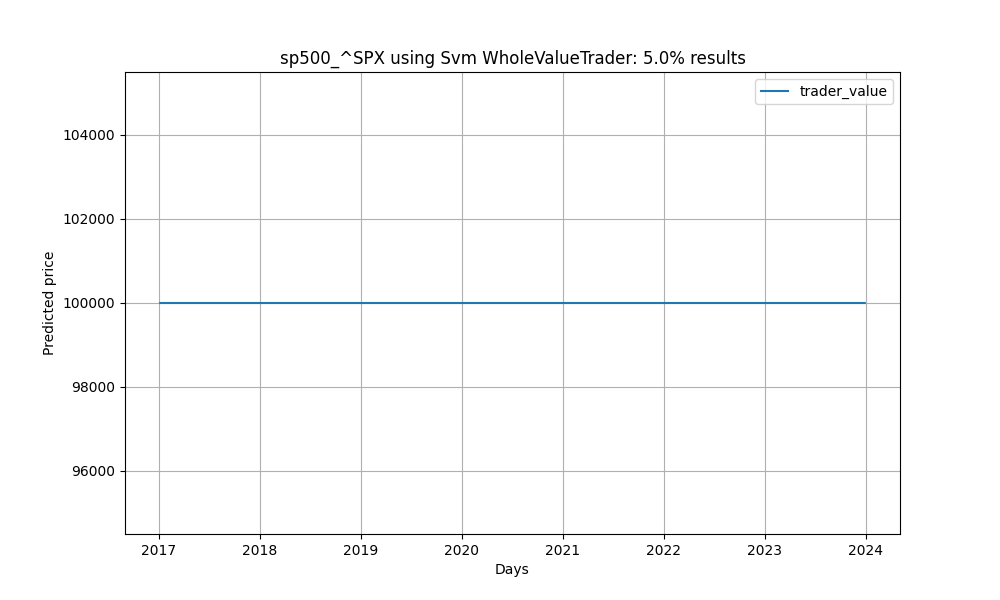 sp500_^SPX using Svm WholeValueTrader: 5.0% results
trader_value
104000
102000
100000
98000
96000
Predicted price
2017 2018 2019 2020 2021 2022 2023 2024
Days